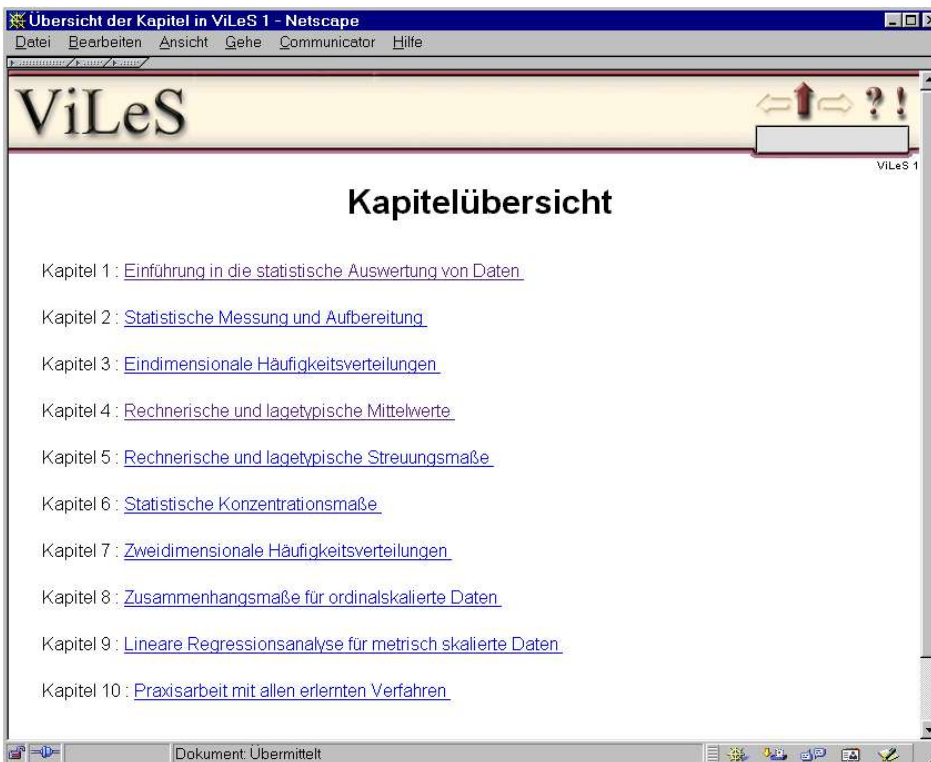 Übersicht der Kapitel in ViLeS 1 - Netscape
Datei Bearbeiten Ansicht Gehe Communicator Hilfe
ViLeS
? !
ViLeS 1
Kapitelübersicht
Kapitel 1 : Einführung in die statistische Auswertung von Daten
Kapitel 2 : Statistische Messung und Aufbereitung
Kapitel 3 : Eindimensionale Häufigkeitsverteilungen
Kapitel 4 : Rechnerische und lagetypische Mittelwerte
Kapitel 5 : Rechnerische und lagetypische Streuungsmaße
Kapitel 6 : Statistische Konzentrationsmaße
Kapitel 7 : Zweidimensionale Häufigkeitsverteilungen
Kapitel 8 : Zusammenhangsmaße für ordinalskalierte Daten
Kapitel 9 : Lineare Regressionsanalyse für metrisch skalierte Daten
Kapitel 10 : Praxisarbeit mit allen erlernten Verfahren
Dokument: Übermittelt